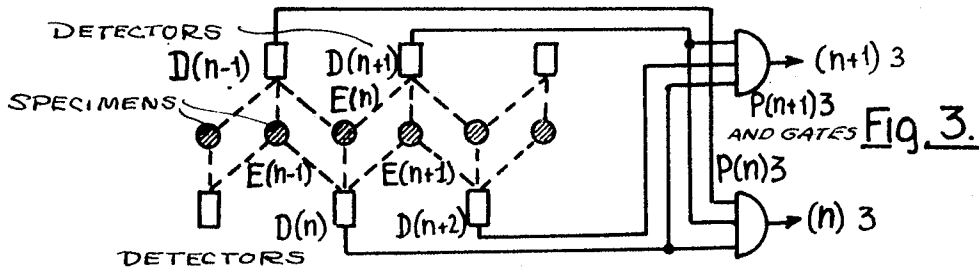 DETECTORS
D(n-1)
D(n+1)
(n+1) 3
E(n)
SPECIMENS
P(n+1)3
AND GATES
Fig. 3.
E(n-1)
E(n+1)
P(n)3
D(n)
D(n+2)
(n) 3
DETECTORS